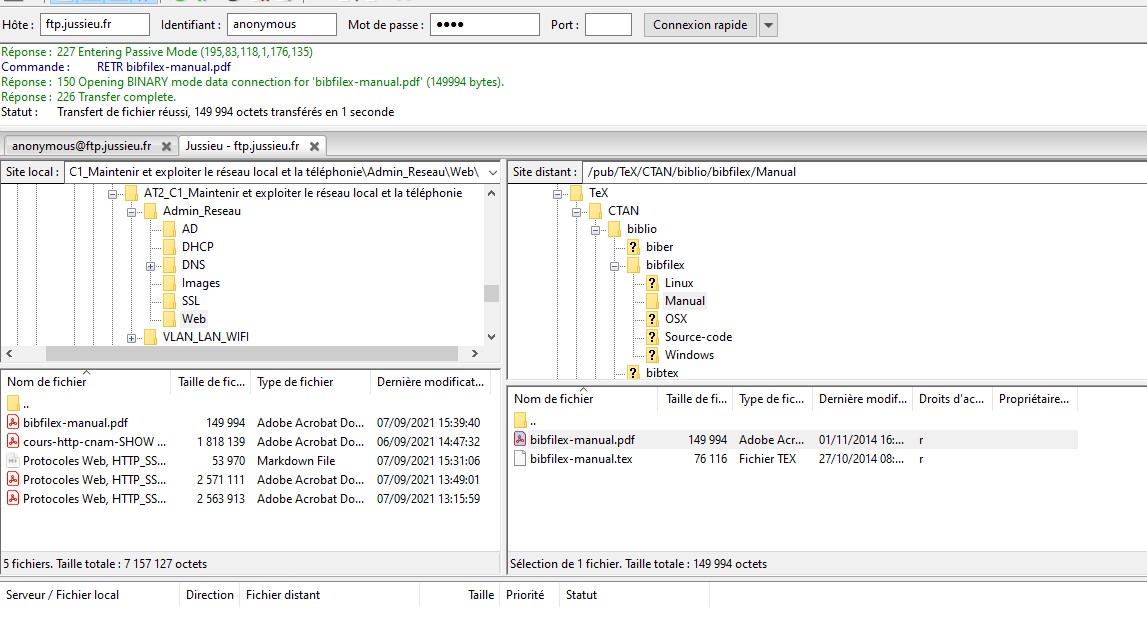 Hôte : ftp.jussieu.fr Identifiant : anonymous Mot de passe : ●●●● Port : Connexion rapide
Réponse : 227 Entering Passive Mode (195,83,118,1,176,135)
Commande : RETR bibfilex-manual.pdf
Réponse : 150 Opening BINARY mode data connection for 'bibfilex-manual.pdf' (149994 bytes).
Réponse : 226 Transfer complete.
Statut : Transfert de fichier réussi, 149 994 octets transférés en 1 seconde
anonymous@ftp.jussieu.fr Jussieu - ftp.jussieu.fr
Site local : C1_Maintenir et exploiter le réseau local et la téléphonie\Admin_Reseau\Web\
AT2_C1_Maintenir et exploiter le réseau local et la téléphonie
Admin_Reseau
AD
DHCP
DNS
Images
SSL
Web
VLAN_LAN_WIFI
Nom de fichier Taille de fic... Type de fichier Dernière modificat...
..
bibfilex-manual.pdf 149 994 Adobe Acrobat Do... 07/09/2021 15:39:40
cours-http-cnam-SHOW ... 1 818 139 Adobe Acrobat Do... 06/09/2021 14:47:32
Protocoles Web, HTTP_SS... 53 970 Markdown File 07/09/2021 15:31:06
Protocoles Web, HTTP_SS... 2 571 111 Adobe Acrobat Do... 07/09/2021 13:49:01
Protocoles Web, HTTP_SS... 2 563 913 Adobe Acrobat Do... 07/09/2021 13:15:59
5 fichiers. Taille totale : 7 157 127 octets
Site distant : /pub/TeX/CTAN/biblio/bibfilex/Manual
TeX
CTAN
biblio
? biber
bibfilex
? Linux
Manual
? OSX
? Source-code
? Windows
? bibtex
Nom de fichier Taille de fi... Type de fic... Dernière modif... Droits d'ac... Propriétaire...
..
bibfilex-manual.pdf 149 994 Adobe Acr... 01/11/2014 16:... r
bibfilex-manual.tex 76 116 Fichier TEX 27/10/2014 08:... r
Sélection de 1 fichier. Taille totale : 149 994 octets
Serveur / Fichier local Direction Fichier distant Taille Priorité Statut